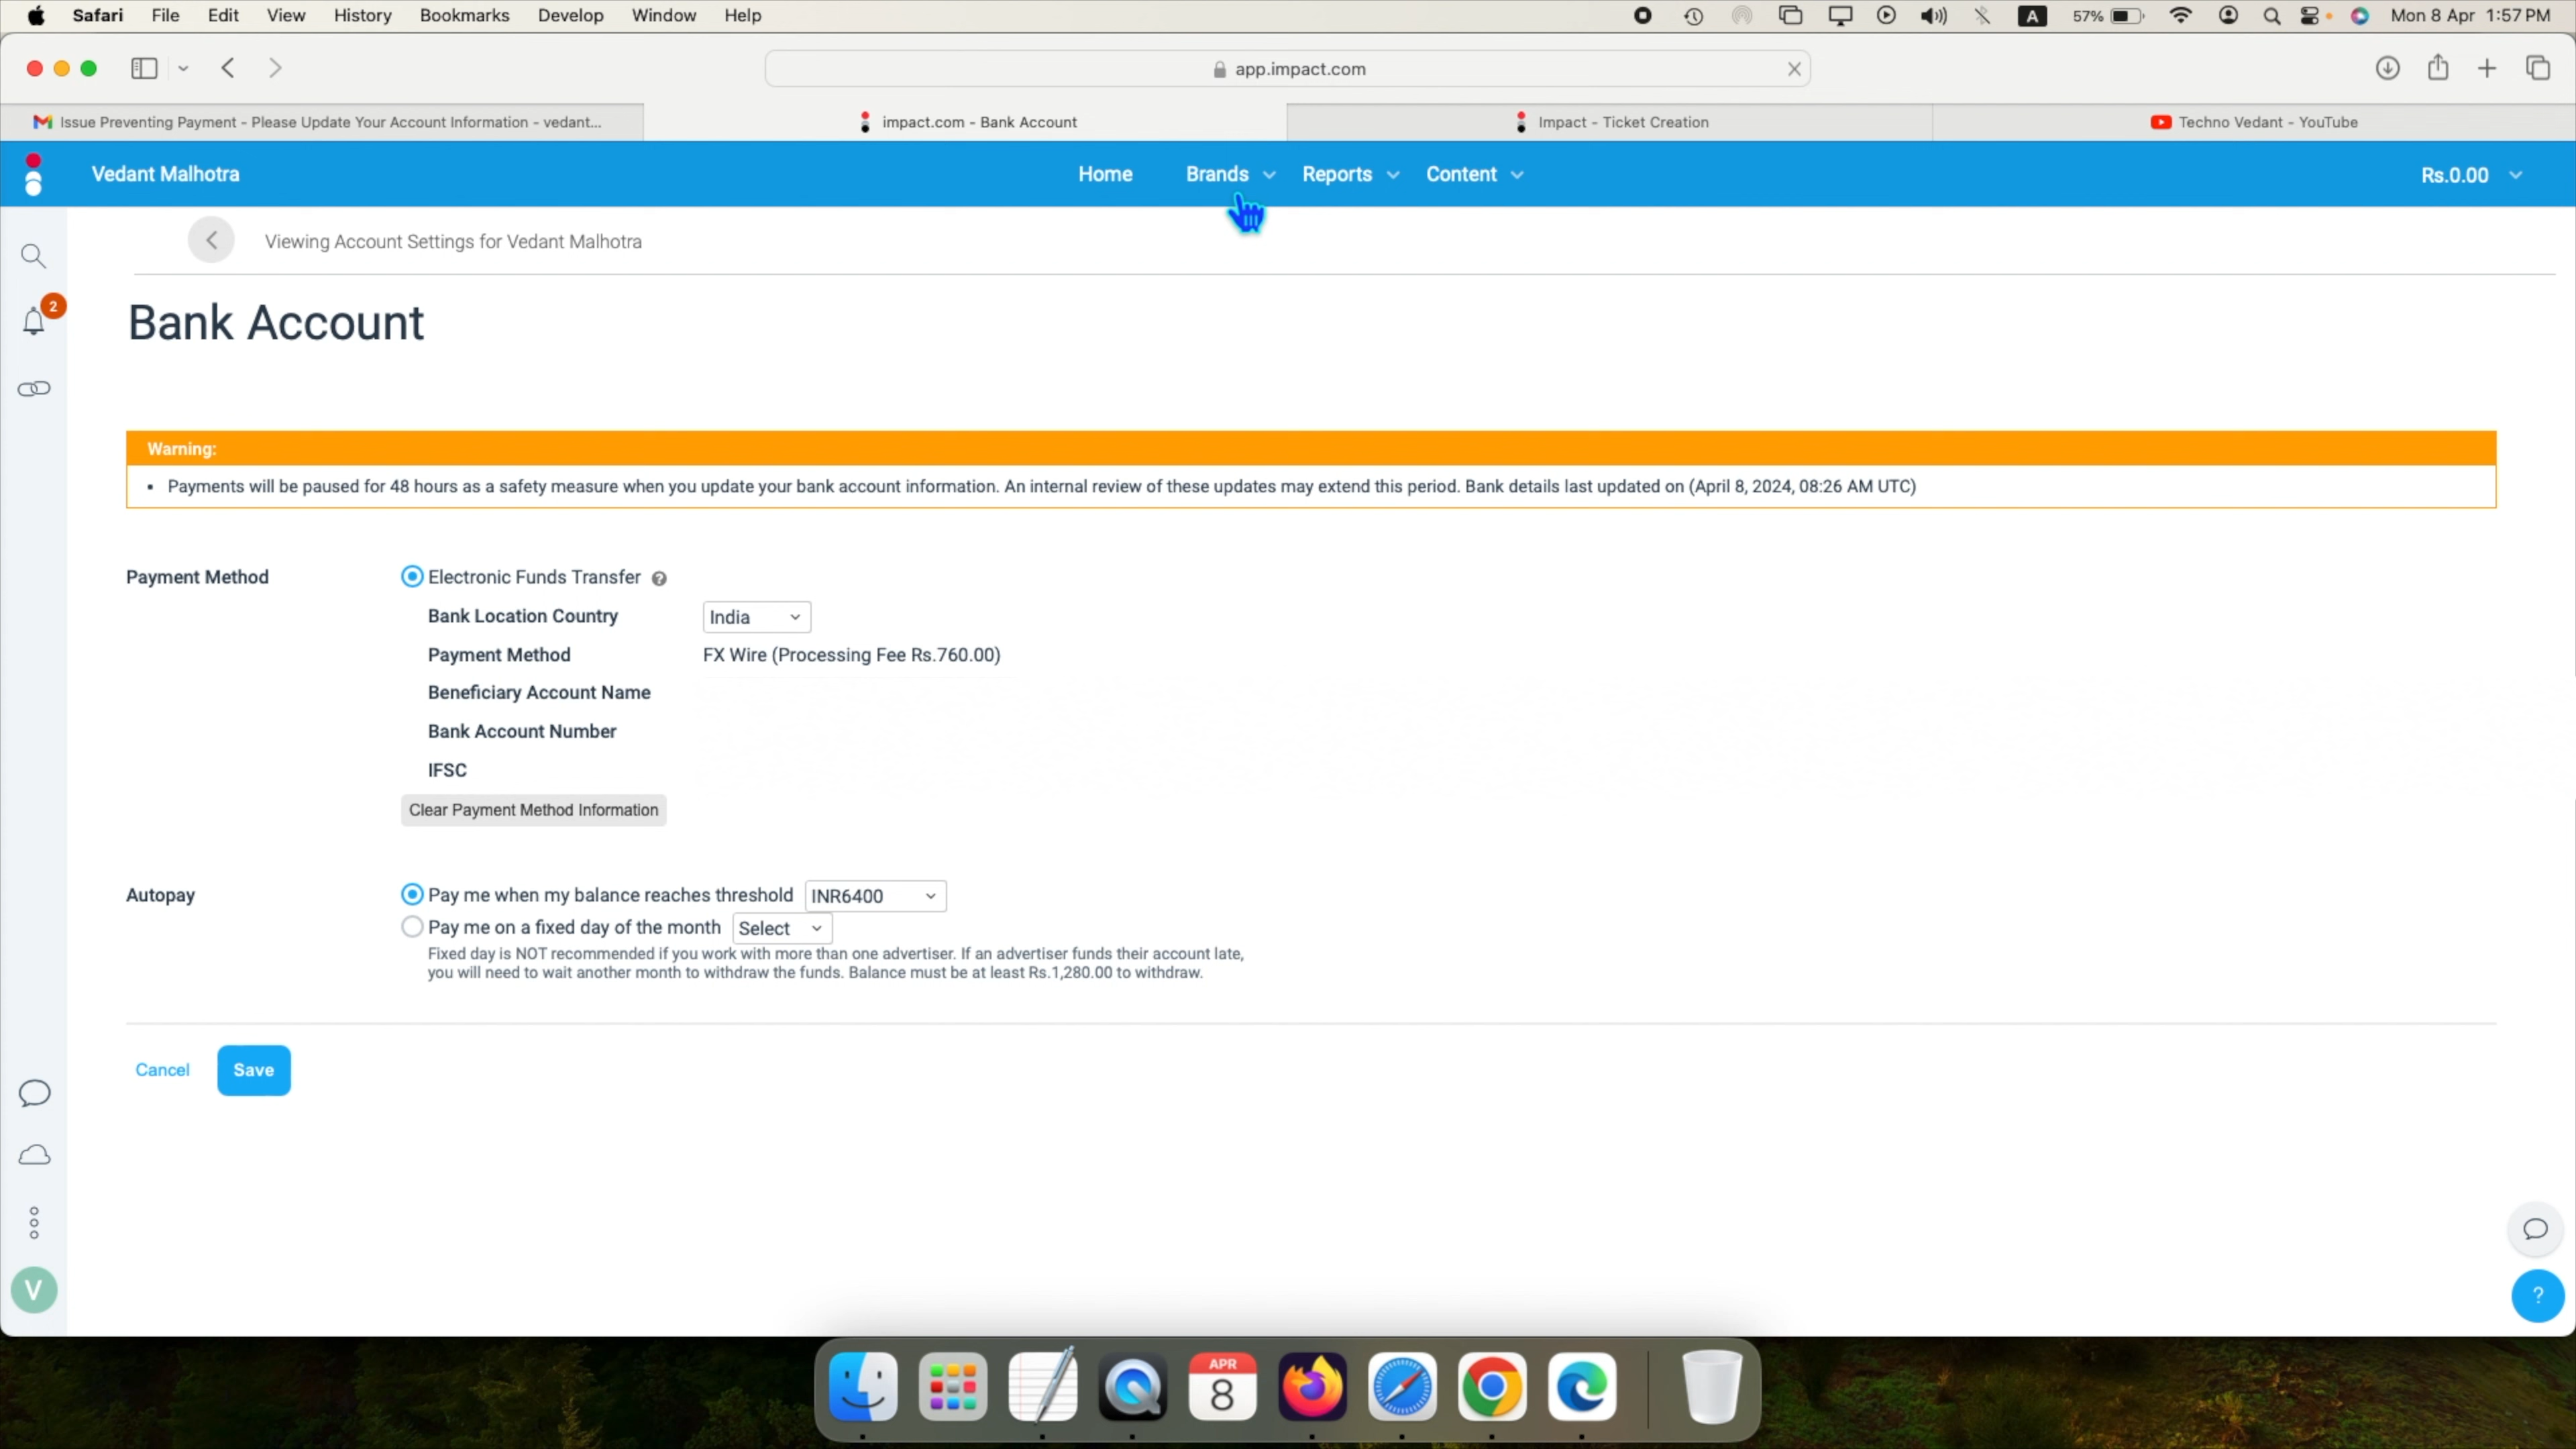 Safari File Edit View History Bookmarks Develop Window Help A 57% Mon 8 Apr 1:57 PM
app.impact.com
Issue Preventing Payment - Please Update Your Account Information - vedant... impact.com - Bank Account Impact - Ticket Creation Techno Vedant - YouTube
Vedant Malhotra Home Brands Reports Content Rs.0.00
Viewing Account Settings for Vedant Malhotra
2
Bank Account
Warning:
▪ Payments will be paused for 48 hours as a safety measure when you update your bank account information. An internal review of these updates may extend this period. Bank details last updated on (April 8, 2024, 08:26 AM UTC)
Payment Method Electronic Funds Transfer ?
Bank Location Country India
Payment Method FX Wire (Processing Fee Rs.760.00)
Beneficiary Account Name
Bank Account Number
IFSC
Clear Payment Method Information
Autopay Pay me when my balance reaches threshold INR6400
Pay me on a fixed day of the month Select
Fixed day is NOT recommended if you work with more than one advertiser. If an advertiser funds their account late,
you will need to wait another month to withdraw the funds. Balance must be at least Rs.1,280.00 to withdraw.
Cancel Save
V
?
APR
8